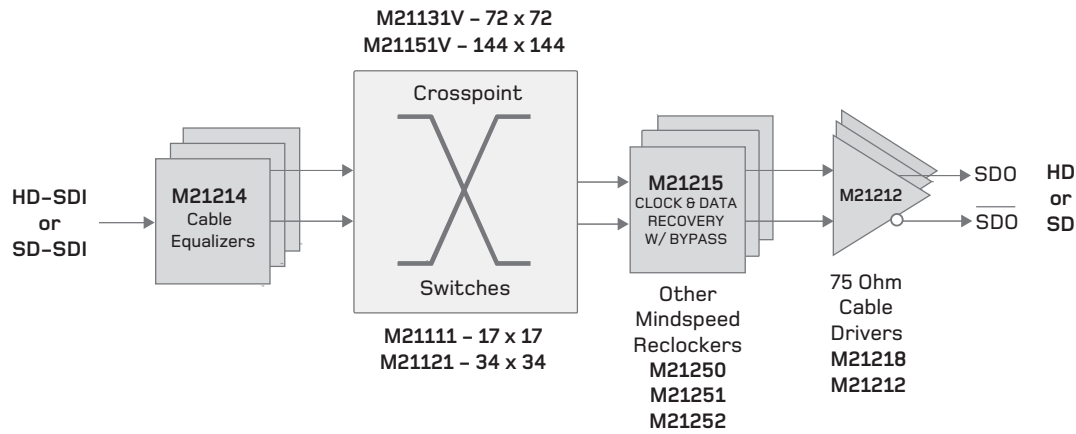 M21131V – 72 x 72
M21151V – 144 x 144
HD-SDI
or
SD-SDI
M21214
Cable
Equalizers
Crosspoint
Switches
M21111 – 17 x 17
M21121 – 34 x 34
M21215
CLOCK & DATA
RECOVERY
W/ BYPASS
Other
Mindspeed
Reclockers
M21250
M21251
M21252
M21212
75 Ohm
Cable
Drivers
M21218
M21212
SDO
SDO
HD
or
SD